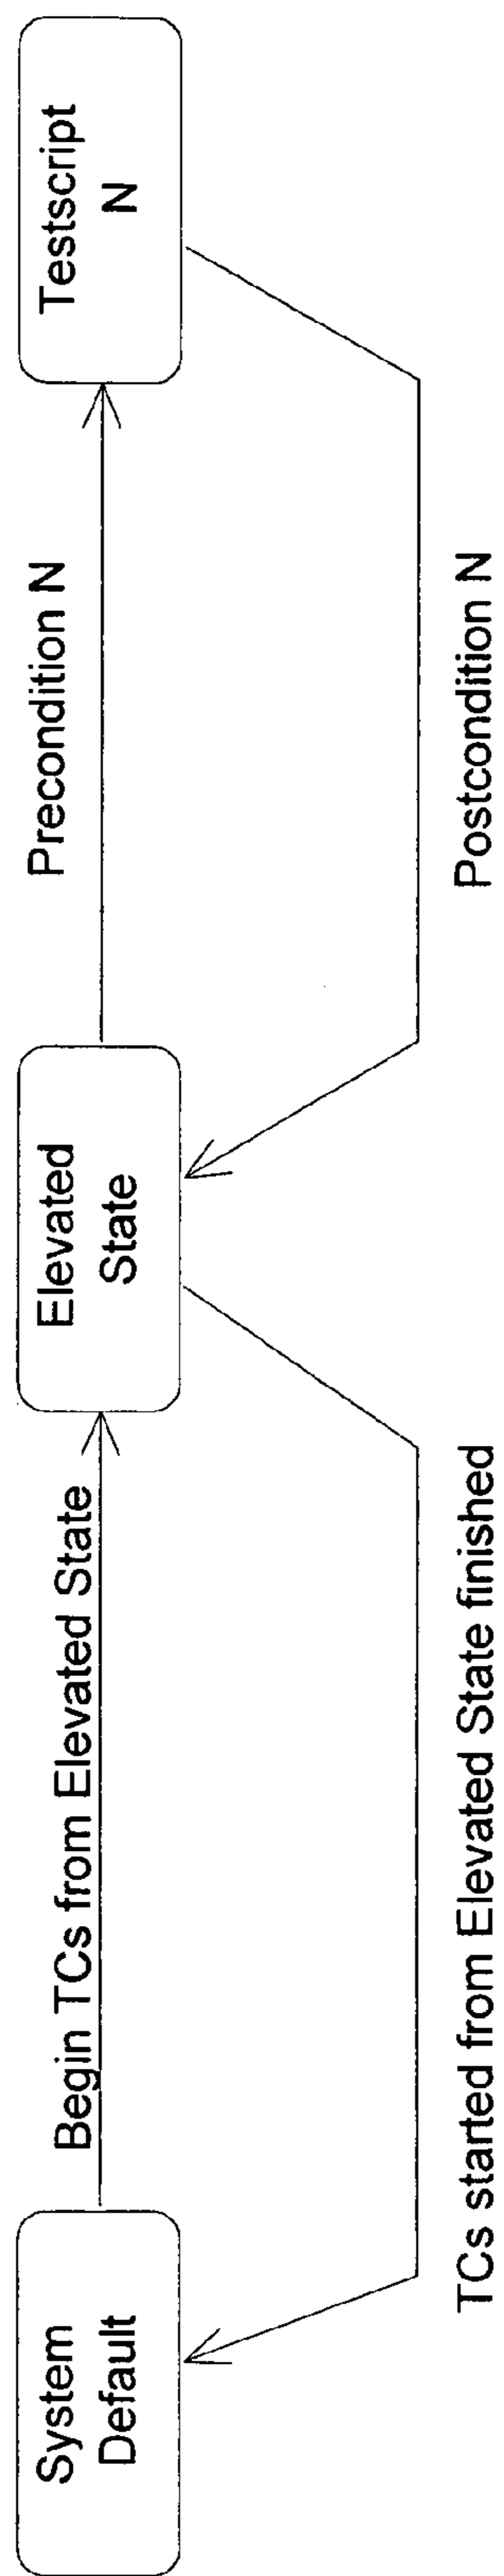 System
Default
Begin TCs from Elevated State
Elevated
State
Precondition N
Testscript
N
TCs started from Elevated State finished
Postcondition N